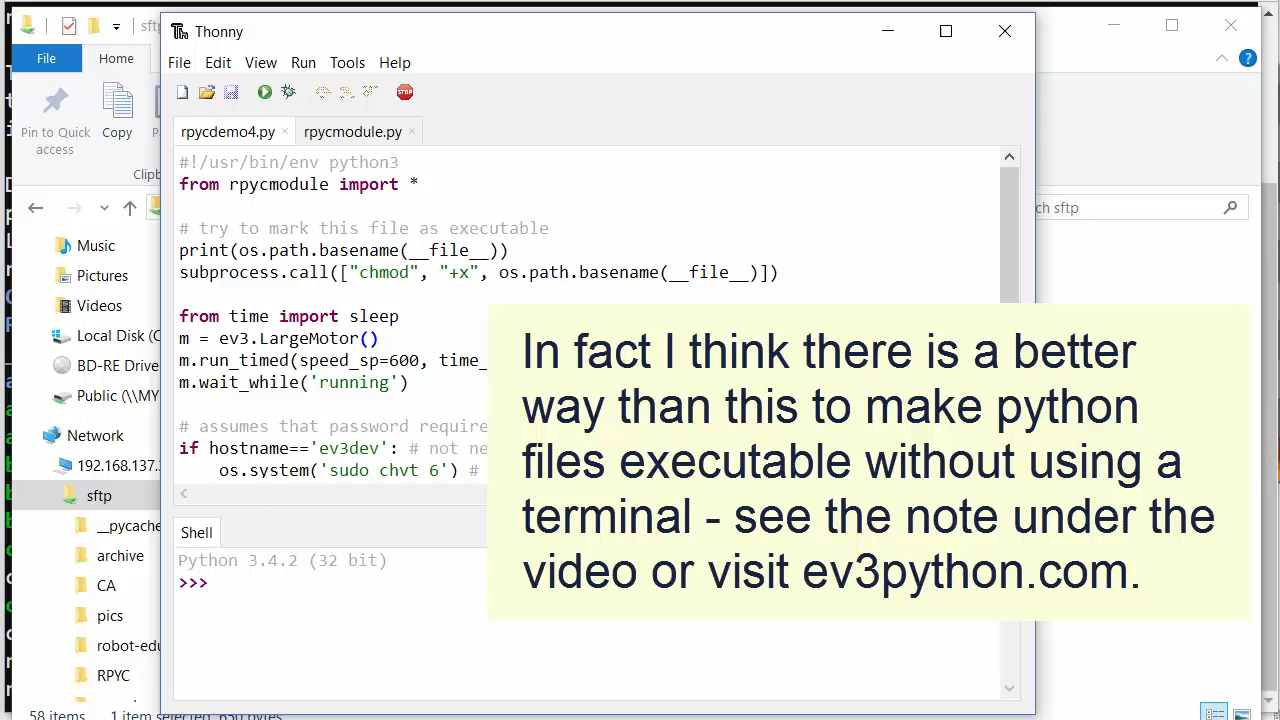 sftp
Thonny
File
Home
File Edit View Run Tools Help
Pin to Quick access
Copy
STOP
rpycdemo4.py
rpycmodule.py
#!/usr/bin/env python3
from rpycmodule import *
# try to mark this file as executable
print(os.path.basename(__file__))
subprocess.call(["chmod", "+x", os.path.basename(__file__)])
from time import sleep
m = ev3.LargeMotor()
m.run_timed(speed_sp=600, time_
m.wait_while('running')
# assumes that password require
if hostname=='ev3dev': # not ne
os.system('sudo chvt 6') #
Shell
Python 3.4.2 (32 bit)
>>>
Clipb
ch sftp
Music
Pictures
Videos
Local Disk (C
BD-RE Drive
Public (\\MY
Network
192.168.137.
sftp
__pycache
archive
CA
pics
robot-edu
RPYC
58 items
1 item selected, 650 bytes
In fact I think there is a better
way than this to make python
files executable without using a
terminal - see the note under the
video or visit ev3python.com.